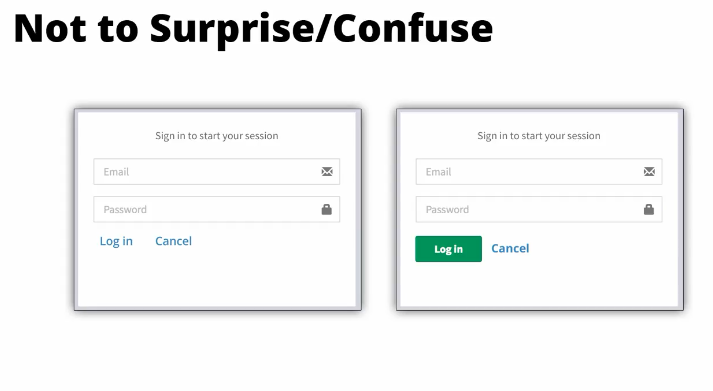 Not to Surprise/Confuse
Sign in to start your session
Email
Password
Log in Cancel
Sign in to start your session
Email
Password
Log in Cancel